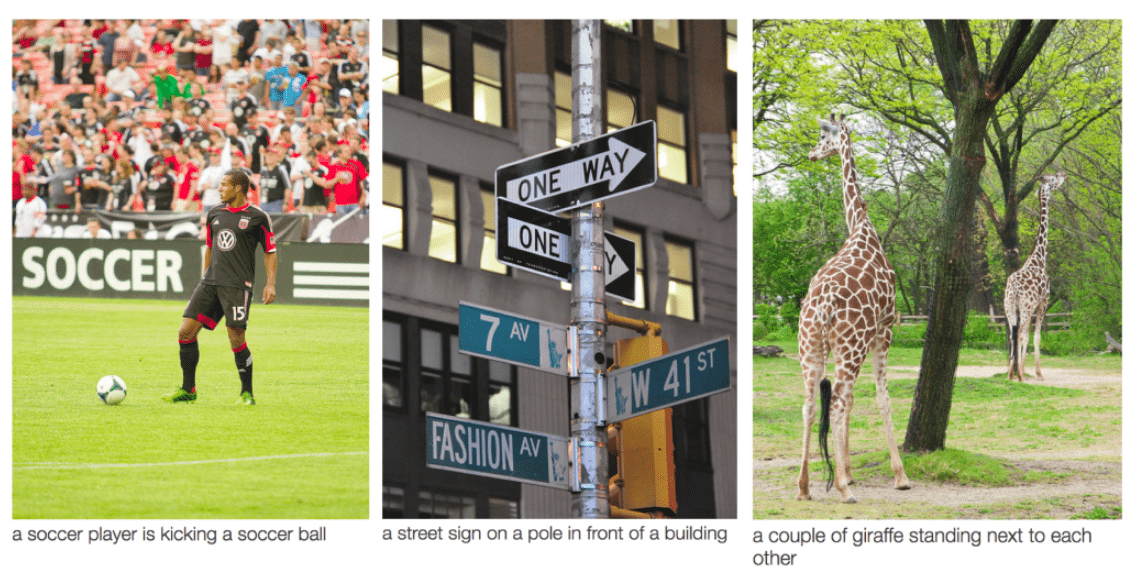 SOCCER
15
a soccer player is kicking a soccer ball
ONE WAY
ONE
Y
7 AV
W 41 ST
FASHION AV
a street sign on a pole in front of a building
a couple of giraffe standing next to each
other